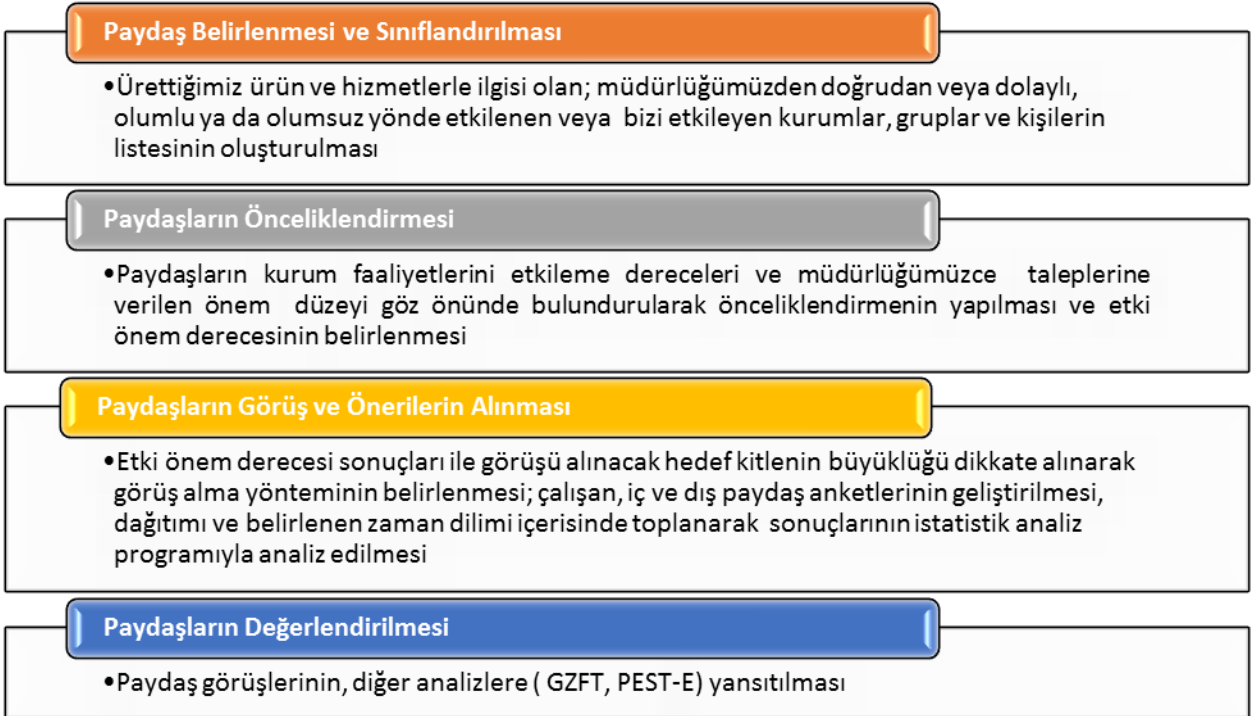 Paydaş Belirlenmesi ve Sınıflandırılması
•Ürettiğimiz ürün ve hizmetlerle ilgisi olan; müdürlüğümüzden doğrudan veya dolaylı,
olumlu ya da olumsuz yönde etkilenen veya bizi etkileyen kurumlar, gruplar ve kişilerin
listesinin oluşturulması
Paydaşların Önceliklendirmesi
•Paydaşların kurum faaliyetlerini etkileme dereceleri ve müdürlüğümüzce taleplerine
verilen önem düzeyi göz önünde bulundurularak önceliklendirmenin yapılması ve etki
önem derecesinin belirlenmesi
Paydaşların Görüş ve Önerilerin Alınması
•Etki önem derecesi sonuçları ile görüşü alınacak hedef kitlenin büyüklüğü dikkate alınarak
görüş alma yönteminin belirlenmesi; çalışan, iç ve dış paydaş anketlerinin geliştirilmesi,
dağıtımı ve belirlenen zaman dilimi içerisinde toplanarak sonuçlarının istatistik analiz
programıyla analiz edilmesi
Paydaşların Değerlendirilmesi
•Paydaş görüşlerinin, diğer analizlere ( GZFT, PEST-E) yansıtılması